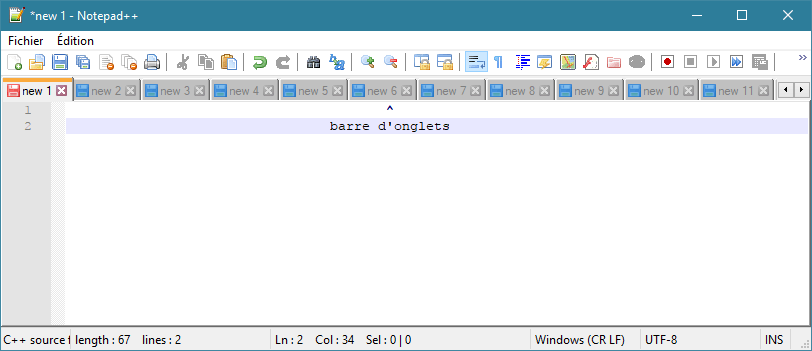 *new 1 - Notepad++
Fichier Édition
new 1 new 2 new 3 new 4 new 5 new 6 new 7 new 8 new 9 new 10 new 11
1 ^
2 barre d'onglets
C++ source f length : 67 lines : 2 Ln : 2 Col : 34 Sel : 0 | 0 Windows (CR LF) UTF-8 INS